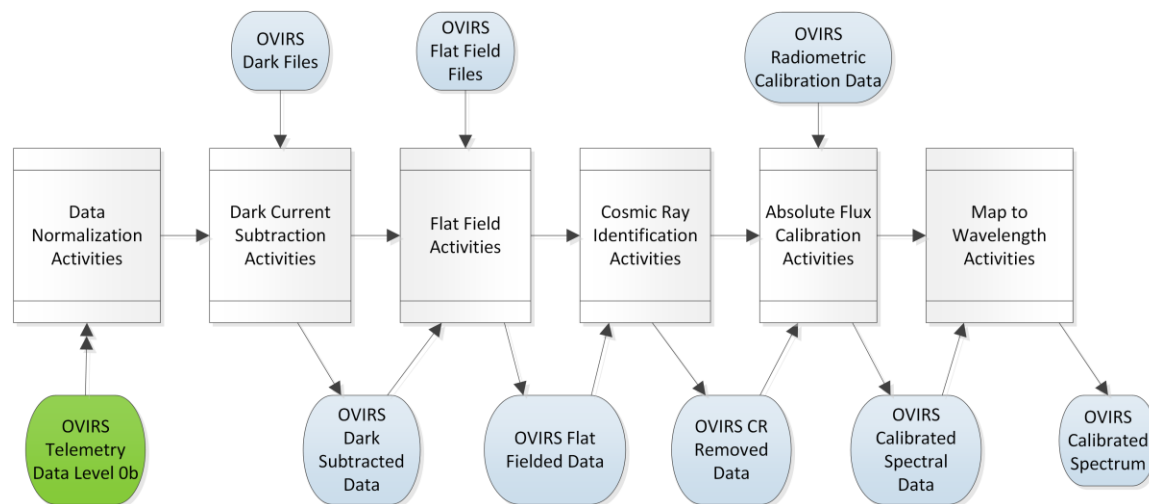 OVIRS
Dark Files
OVIRS
Flat Field
Files
OVIRS
Radiometric
Calibration Data
Data
Normalization
Activities
Dark Current
Subtraction
Activities
Flat Field
Activities
Cosmic Ray
Identification
Activities
Absolute Flux
Calibration
Activities
Map to
Wavelength
Activities
OVIRS
Telemetry
Data Level 0b
OVIRS
Dark
Subtracted
Data
OVIRS Flat
Fielded Data
OVIRS CR
Removed
Data
OVIRS
Calibrated
Spectral Data
OVIRS
Calibrated
Spectrum